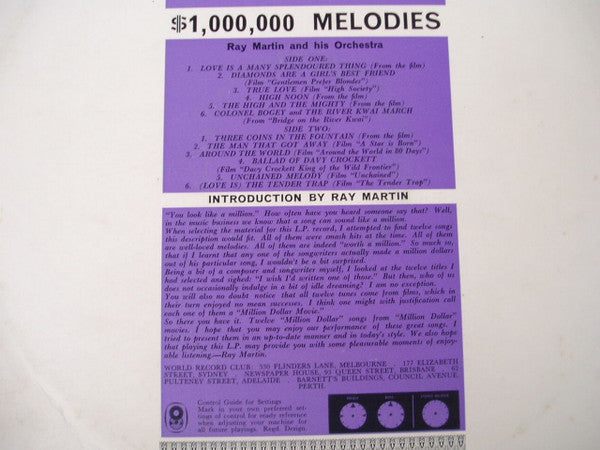 $1,000,000 MELODIES
Ray Martin and his Orchestra
SIDE ONE:
1. LOVE IS A MANY SPLENDOURED THING (From the film)
2. DIAMONDS ARE A GIRL'S BEST FRIEND
(Film "Gentlemen Prefer Blondes")
3. TRUE LOVE (Film "High Society")
4. HIGH NOON (From the film)
5. THE HIGH AND THE MIGHTY (From the film)
6. COLONEL BOGEY and THE RIVER KWAI MARCH
(From "Bridge on the River Kwai")
SIDE TWO:
1. THREE COINS IN THE FOUNTAIN (From the film)
2. THE MAN THAT GOT AWAY (Film "A Star is Born")
3. AROUND THE WORLD (Film "Around the World in 80 Days")
4. BALLAD OF DAVY CROCKETT
(Film "Davy Crockett King of the Wild Frontier")
5. UNCHAINED MELODY (Film "Unchained")
6. (LOVE IS) THE TENDER TRAP (Film "The Tender Trap")
INTRODUCTION BY RAY MARTIN
"You look like a million." How often have you heard someone say that? Well,
in the music business we know that a song can sound like a million.
When selecting the material for this L.P. record, I attempted to find twelve songs
this description would fit. All of them were smash hits at the time. All of them
are well-loved melodies. All of them are indeed "worth a million." So much so,
that if I learnt that any one of the songwriters actually made a million dollars
out of his particular song, I wouldn't be a bit surprised.
Being a bit of a composer and songwriter myself, I looked at the twelve titles I
had selected and sighed: "I wish I'd written one of those." But then, who of us
does not occasionally indulge in a bit of idle dreaming? I am no exception.
You will also no doubt notice that all twelve tunes come from films, which in
their turn enjoyed no mean successes. I think one might with justification call
each one of them a "Million Dollar Movie."
So there you have it. Twelve "Million Dollar" songs from "Million Dollar"
movies. I hope that you may enjoy our performance of these great songs. I
tried to present them in an up-to-date manner and in today's style. We also hope
that playing this L.P. may provide you with some pleasurable moments of enjoy-
able listening.—Ray Martin.
WORLD RECORD CLUB: 330 FLINDERS LANE, MELBOURNE . 177 ELIZABETH
STREET, SYDNEY . NEWSPAPER HOUSE, 93 QUEEN STREET, BRISBANE . 62
PULTENEY STREET, ADELAIDE . BARNETT'S BUILDINGS, COUNCIL AVENUE,
PERTH.
Control Guide for Settings
Mark in your own preferred set-
tings of control for ready reference
when adjusting your machine for
all future playings. Regd. Design.